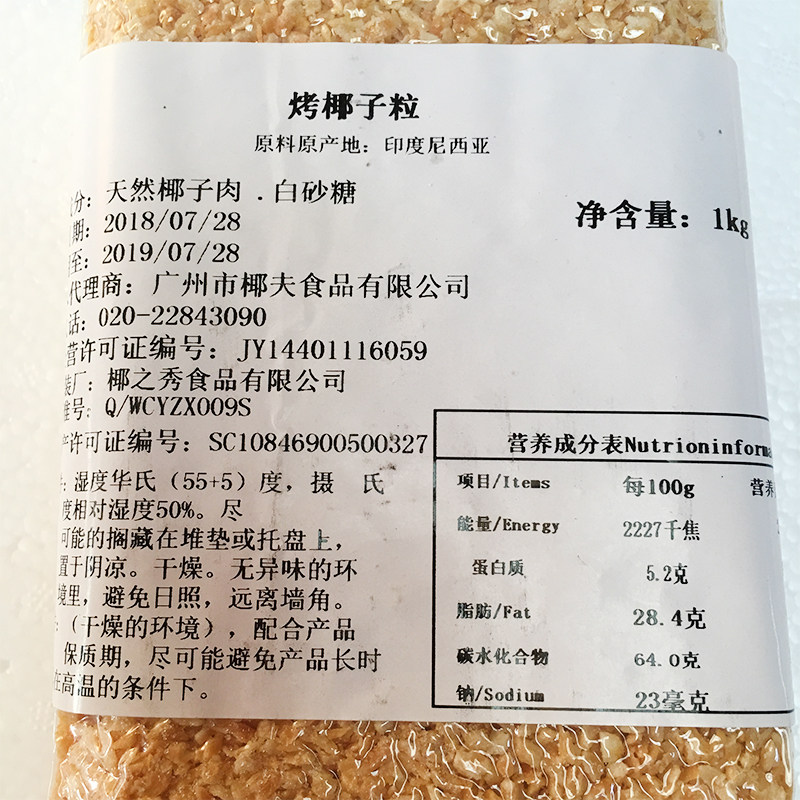 烤椰子粒
原料原产地：印度尼西亚
分：天然椰子肉 .白砂糖
期：2018/07/28
至：2019/07/28
净含量：1kg
代理商：广州市椰夫食品有限公司
话：020-22843090
营许可证编号：JY14401116059
装厂：椰之秀食品有限公司
准号：Q/WCYZX009S
产许可证编号：SC10846900500327
：湿度华氏（55+5）度，摄 氏
度相对湿度50%。尽
可能的搁藏在堆垫或托盘上，
置于阴凉。干燥。无异味的环
境里，避免日照，远离墙角。
：（干燥的环境），配合产品
保质期，尽可能避免产品长时
在高温的条件下。
营养成分表Nutrioninforma
项目/Items 每100g 营养
能量/Energy 2227千焦
蛋白质 5.2克
脂肪/Fat 28.4克
碳水化合物 64.0克
钠/Sodium 23毫克